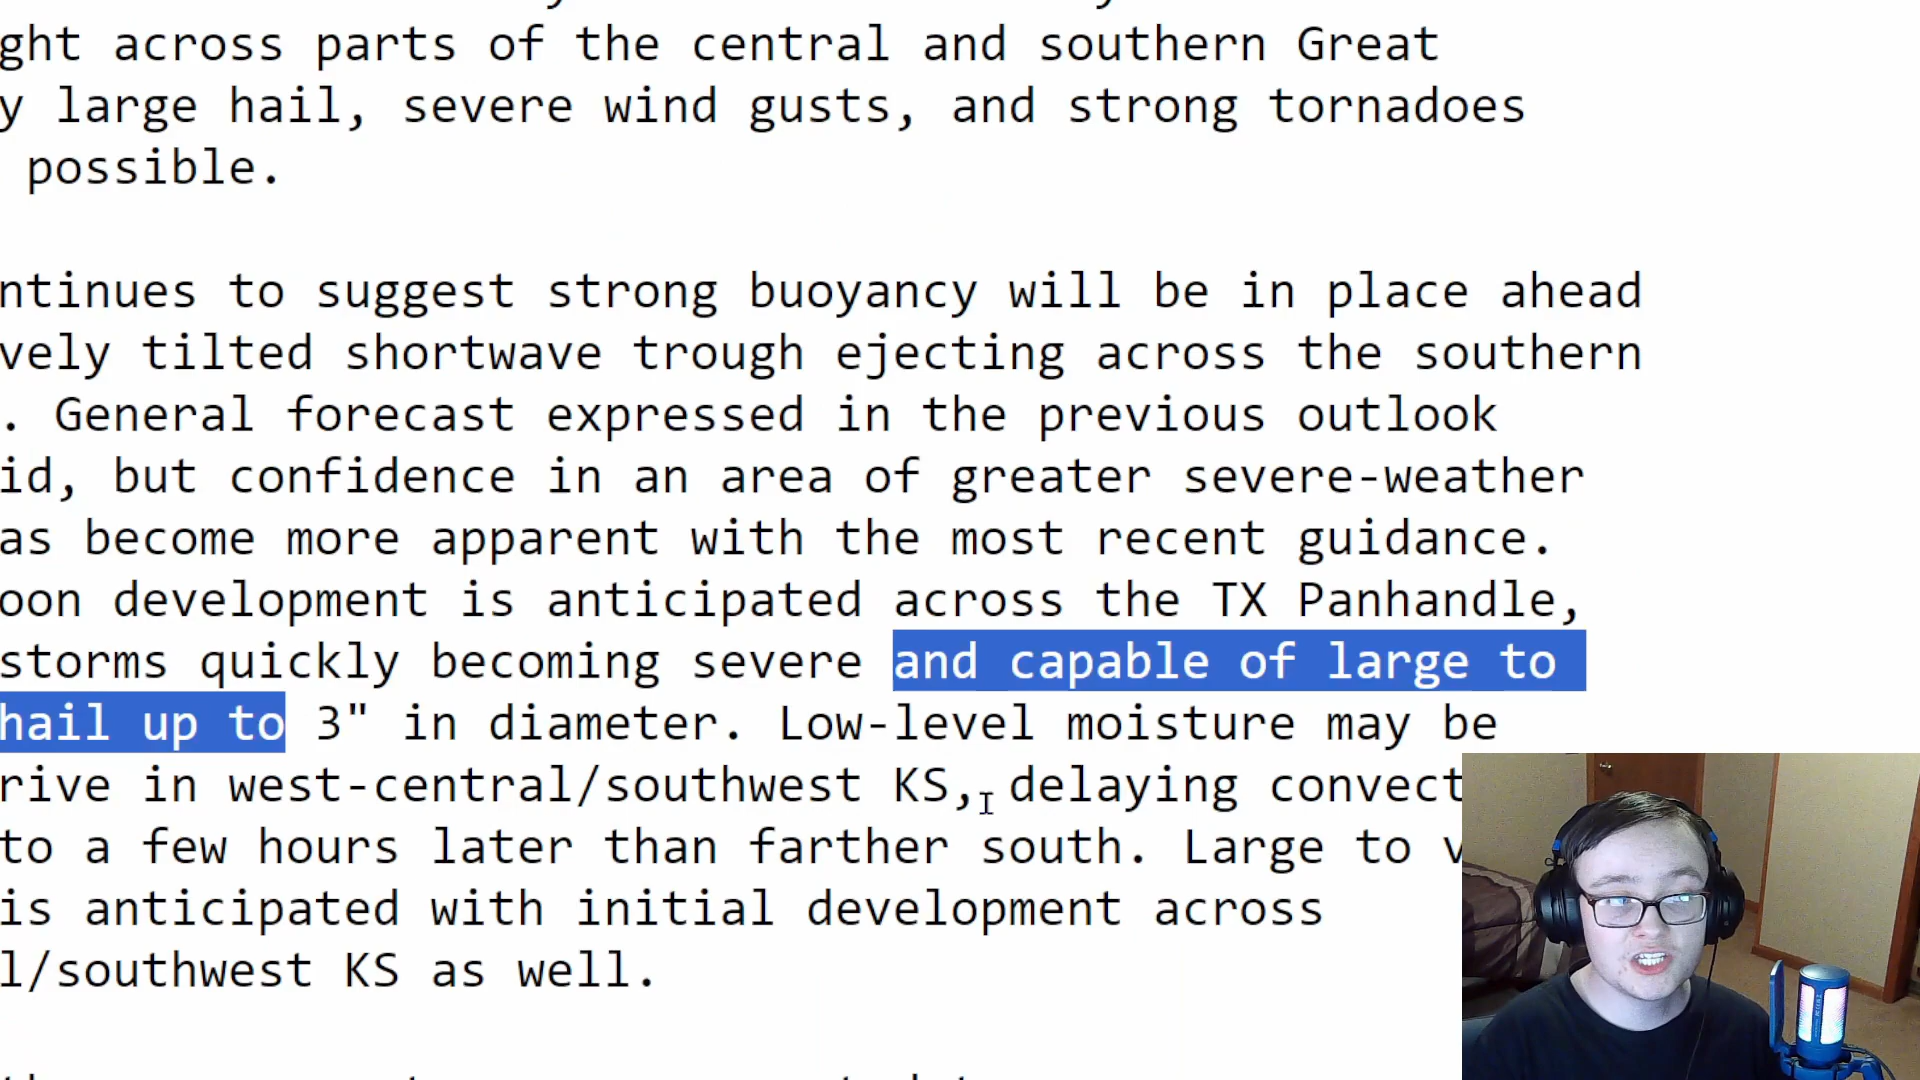 ght across parts of the central and southern Great
y large hail, severe wind gusts, and strong tornadoes
possible.
ntinues to suggest strong buoyancy will be in place ahead
vely tilted shortwave trough ejecting across the southern
. General forecast expressed in the previous outlook
id, but confidence in an area of greater severe-weather
as become more apparent with the most recent guidance.
oon development is anticipated across the TX Panhandle,
storms quickly becoming severe and capable of large to
hail up to 3" in diameter. Low-level moisture may be
rive in west-central/southwest KS, delaying convect
to a few hours later than farther south. Large to v
is anticipated with initial development across
l/southwest KS as well.